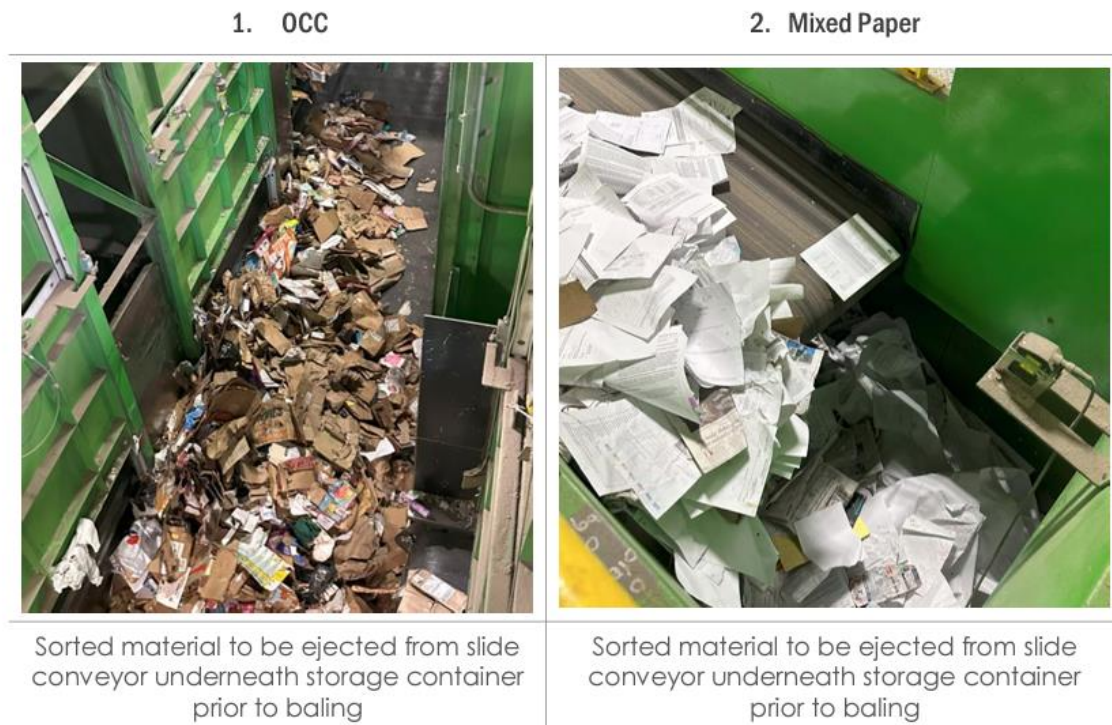 1. OCC
2. Mixed Paper
Sorted material to be ejected from slide
conveyor underneath storage container
prior to baling
Sorted material to be ejected from slide
conveyor underneath storage container
prior to baling